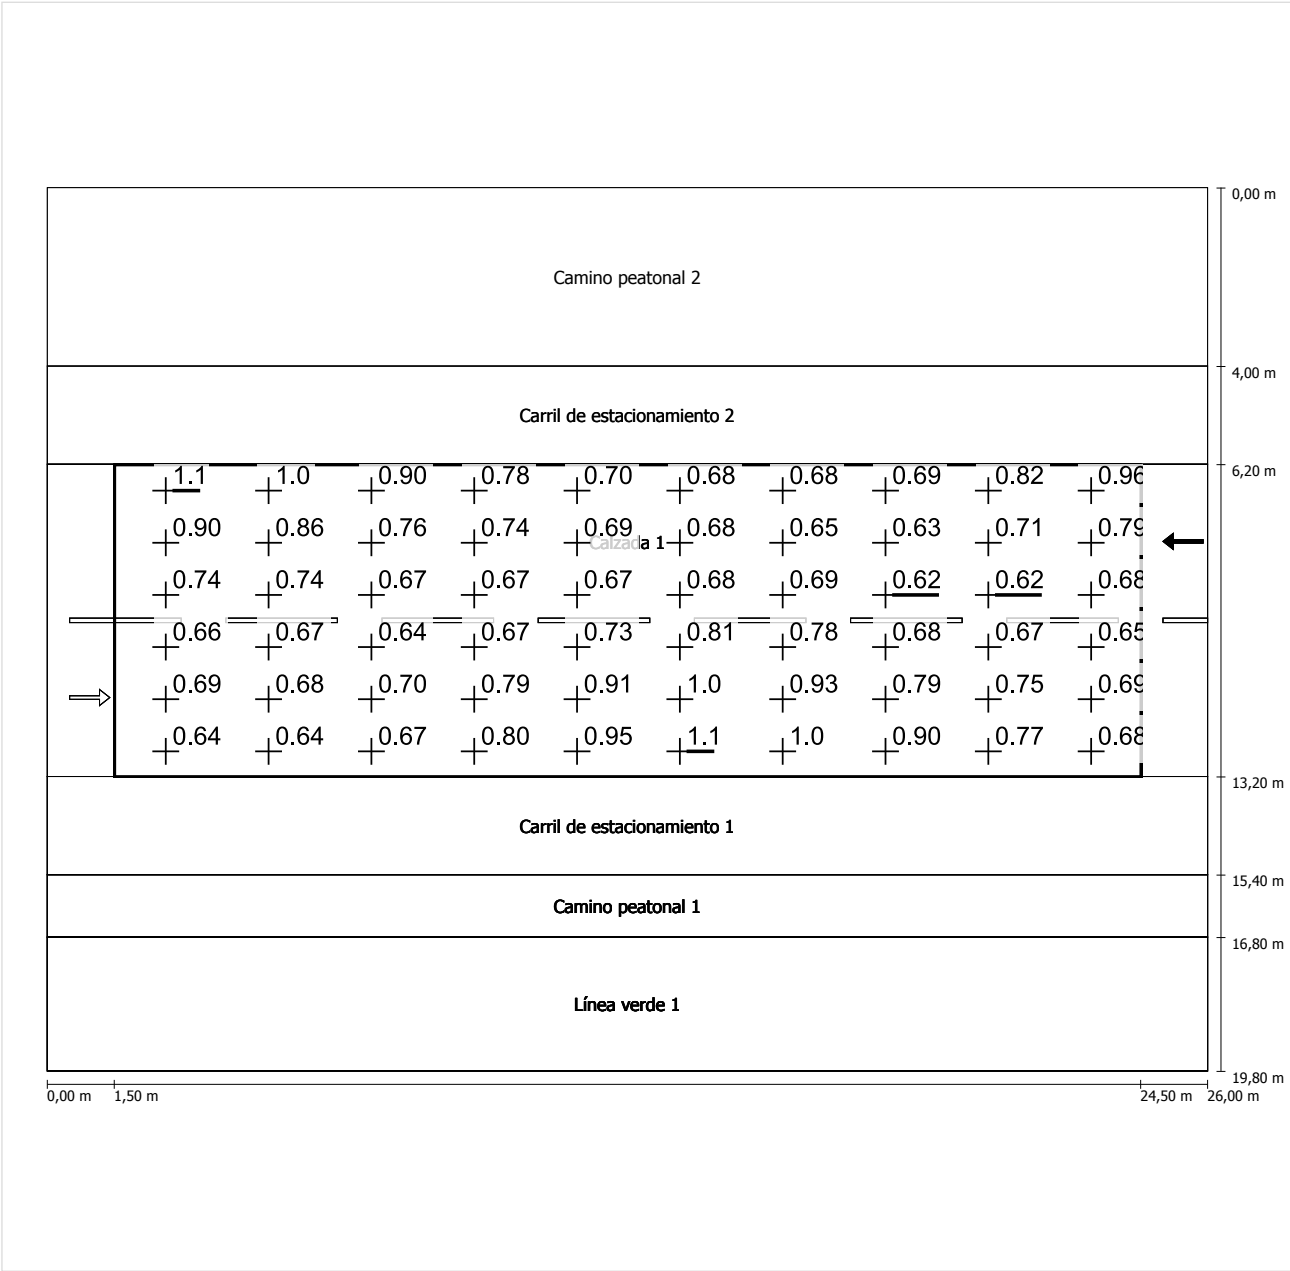 0,00 m
Camino peatonal 2
4,00 m
Carril de estacionamiento 2
6,20 m
1.1 1.0 0.90 0.78 0.70 0.68 0.68 0.69 0.82 0.96
0.90 0.86 0.76 0.74 0.69 0.68 0.65 0.63 0.71 0.79
Calzada 1
0.74 0.74 0.67 0.67 0.67 0.68 0.69 0.62 0.62 0.68
0.66 0.67 0.64 0.67 0.73 0.81 0.78 0.68 0.67 0.65
0.69 0.68 0.70 0.79 0.91 1.0 0.93 0.79 0.75 0.69
0.64 0.64 0.67 0.80 0.95 1.1 1.0 0.90 0.77 0.68
13,20 m
Carril de estacionamiento 1
15,40 m
Camino peatonal 1
16,80 m
Línea verde 1
19,80 m
0,00 m 1,50 m 24,50 m 26,00 m